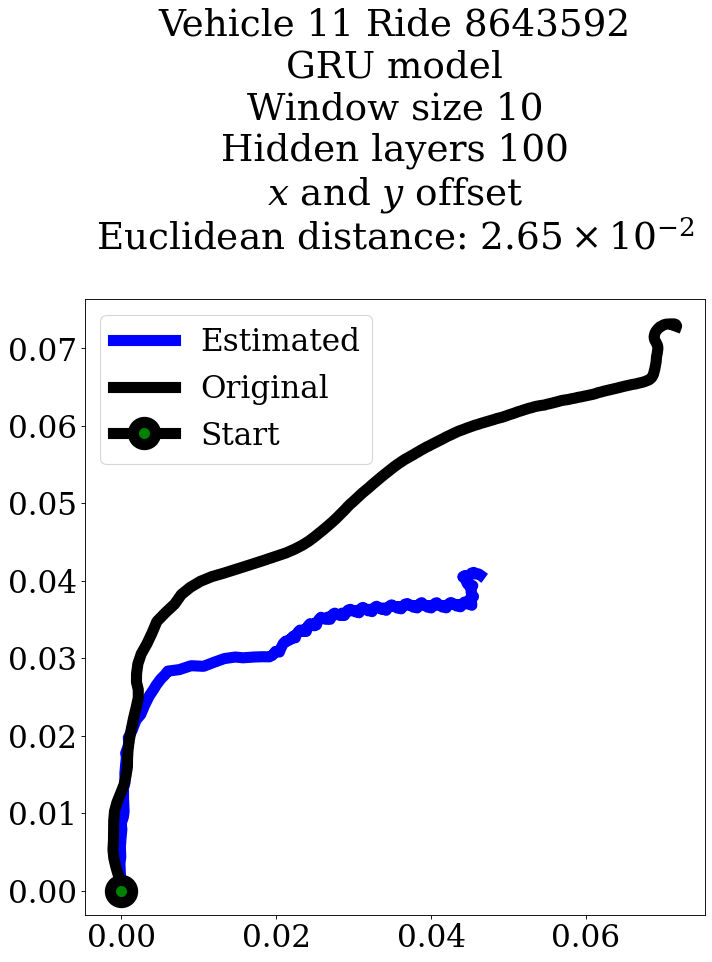 Vehicle 11 Ride 8643592
GRU model
Window size 10
Hidden layers 100
x and y offset
Euclidean distance: 2.65 × 10⁻²
Estimated
Original
Start
0.07
0.06
0.05
0.04
0.03
0.02
0.01
0.00
0.00 0.02 0.04 0.06